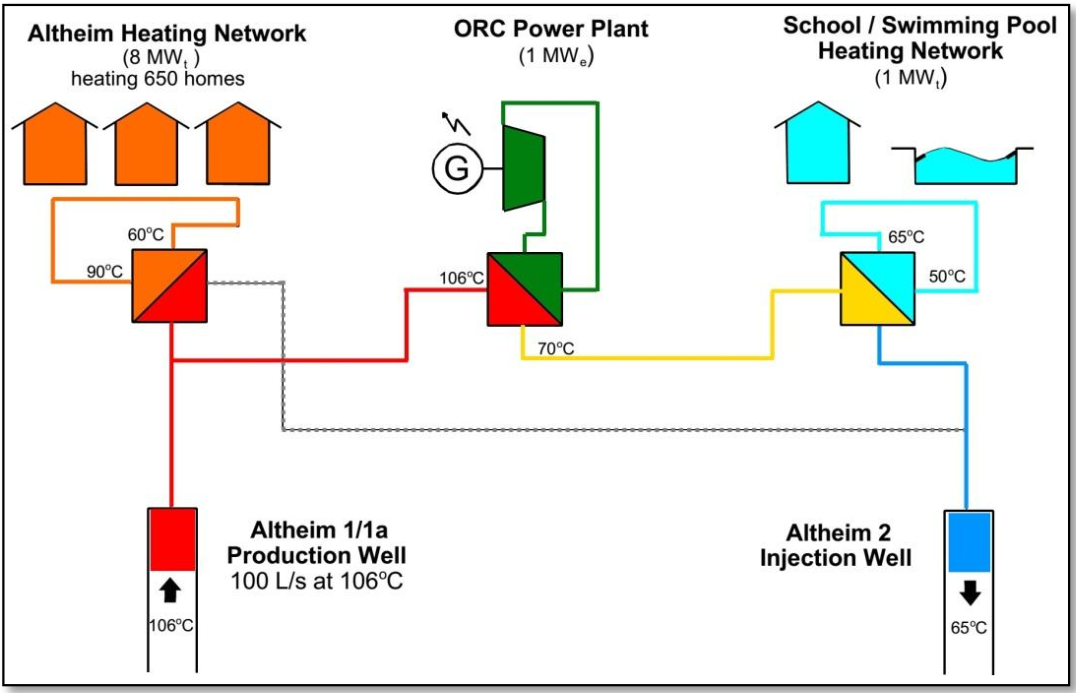 Altheim Heating Network
(8 MWₜ )
heating 650 homes
ORC Power Plant
(1 MWₑ)
School / Swimming Pool
Heating Network
(1 MWₜ)
G
60°C
90°C
106°C
70°C
65°C
50°C
Altheim 1/1a
Production Well
100 L/s at 106°C
106°C
Altheim 2
Injection Well
65°C